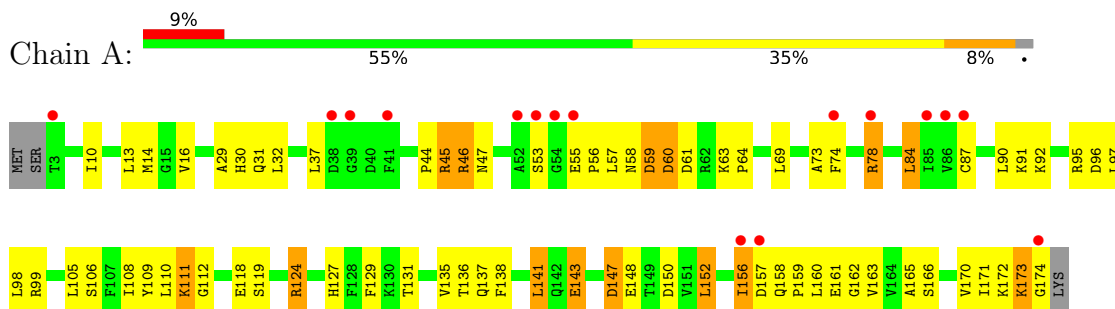 9%
Chain A:
55% 35% 8% •
MET SER T3 I10 L13 M14 G15 V16 A29 H30 Q31 L32 L37 D38 G39 D40 F41 P44 R45 R46 N47 A52 S53 G54 E55 P56 L57 N58 D59 D60 D61 R62 K63 P64 L69 A73 F74 R78 L84 I85 V86 C87 L90 K91 K92 R95 D96 L97
L98 R99 L105 S106 F107 I108 Y109 L110 K111 G112 E118 S119 R124 H127 F128 F129 K130 T131 V135 T136 Q137 F138 L141 Q142 E143 D147 E148 T149 D150 V151 L152 I156 D157 Q158 P159 L160 E161 G162 V163 V164 A165 S166 V170 I171 K172 K173 G174 LYS